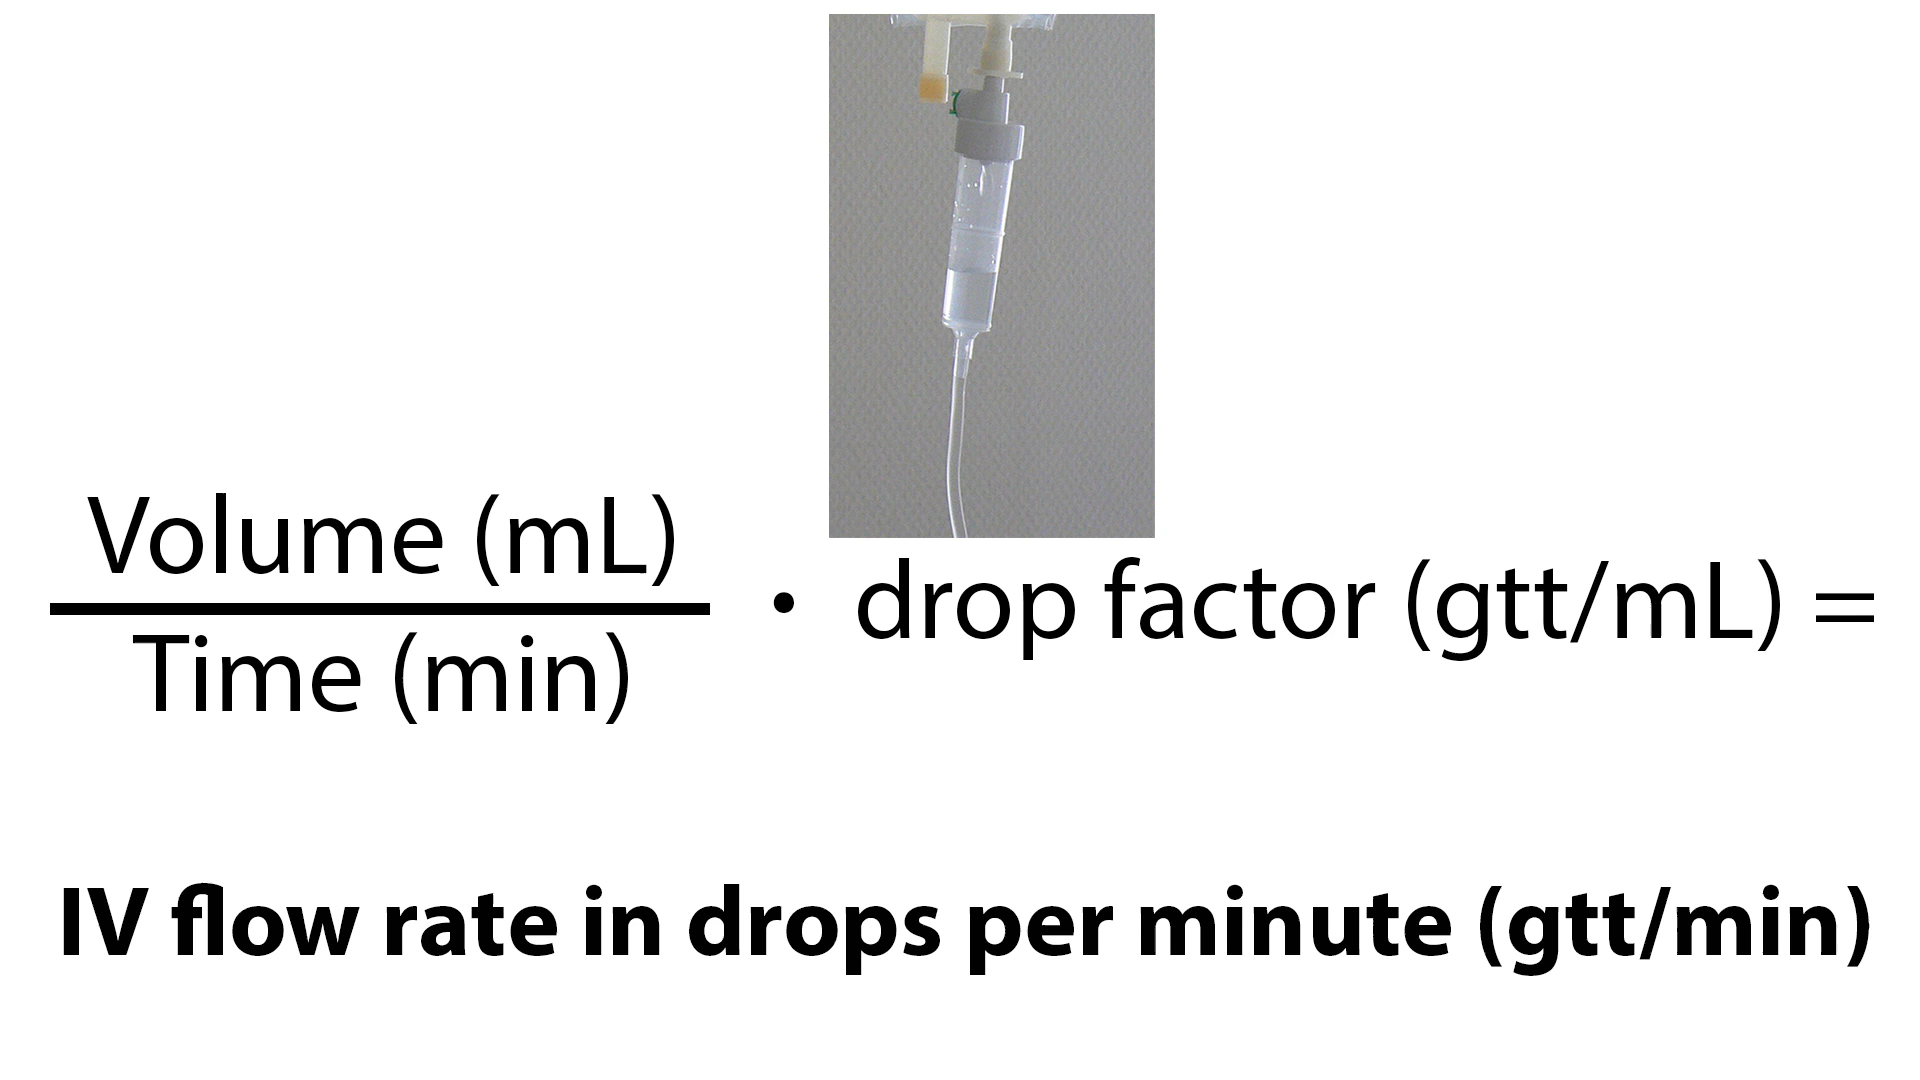 Volume (mL)
Time (min)
• drop factor (gtt/mL) =
IV flow rate in drops per minute (gtt/min)